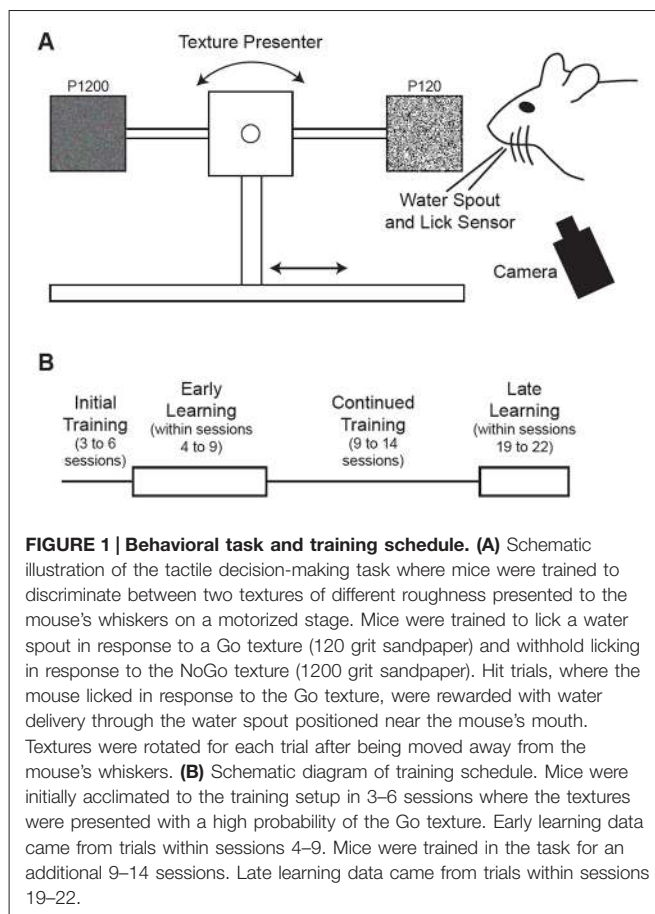 A
Texture Presenter
P1200
P120
Water Spout
and Lick Sensor
Camera
B
Initial
Training
(3 to 6
sessions)
Early
Learning
(within sessions
4 to 9)
Continued
Training
(9 to 14
sessions)
Late
Learning
(within sessions
19 to 22)
FIGURE 1 | Behavioral task and training schedule. (A) Schematic
illustration of the tactile decision-making task where mice were trained to
discriminate between two textures of different roughness presented to the
mouse's whiskers on a motorized stage. Mice were trained to lick a water
spout in response to a Go texture (120 grit sandpaper) and withhold licking
in response to the NoGo texture (1200 grit sandpaper). Hit trials, where the
mouse licked in response to the Go texture, were rewarded with water
delivery through the water spout positioned near the mouse's mouth.
Textures were rotated for each trial after being moved away from the
mouse's whiskers. (B) Schematic diagram of training schedule. Mice were
initially acclimated to the training setup in 3–6 sessions where the textures
were presented with a high probability of the Go texture. Early learning data
came from trials within sessions 4–9. Mice were trained in the task for an
additional 9–14 sessions. Late learning data came from trials within sessions
19–22.